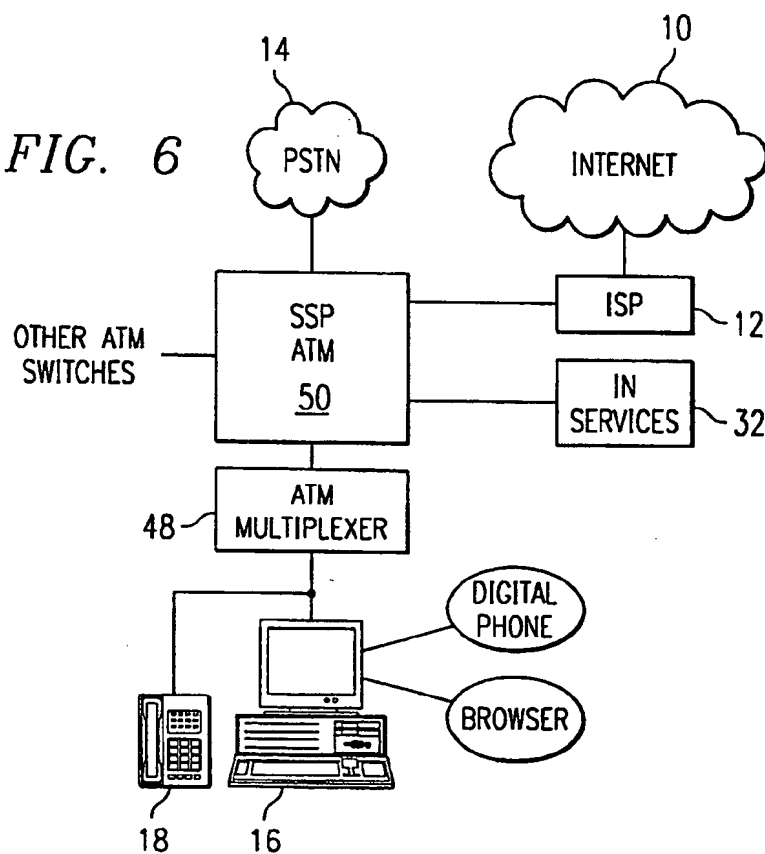 10
14
FIG. 6
PSTN
INTERNET
SSP
ATM
50
ISP
12
OTHER ATM
SWITCHES
IN
SERVICES
32
ATM
MULTIPLEXER
48
DIGITAL
PHONE
BROWSER
18
16